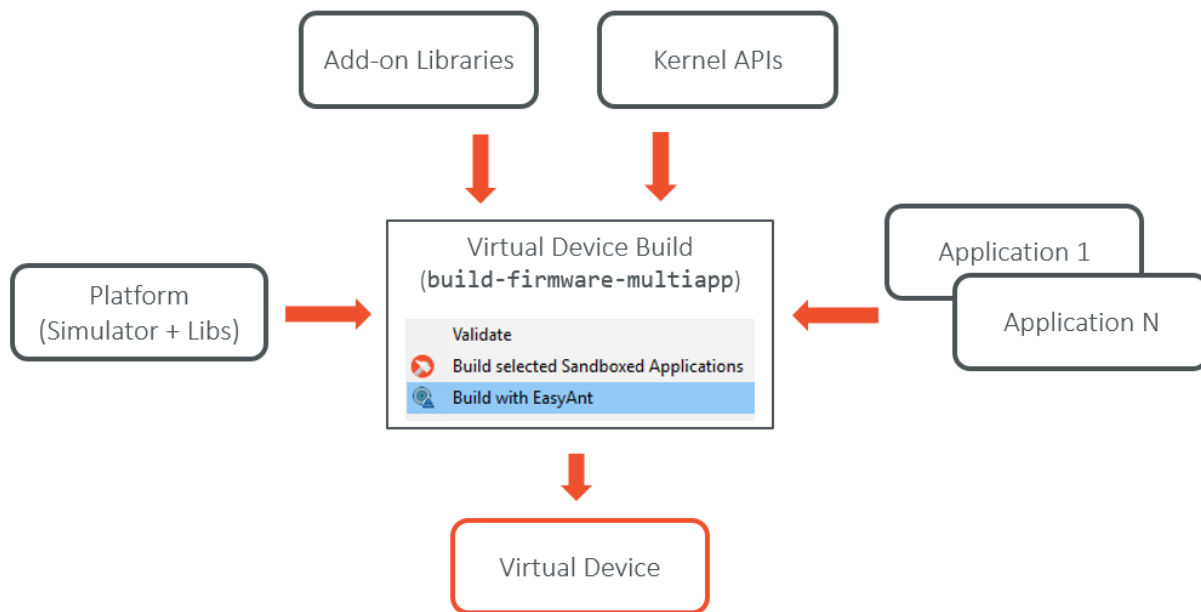 Add-on Libraries
Kernel APIs
Virtual Device Build
(build-firmware-multiapp)
Platform
(Simulator + Libs)
Application 1
Application N
Validate
Build selected Sandboxed Applications
Build with EasyAnt
Virtual Device